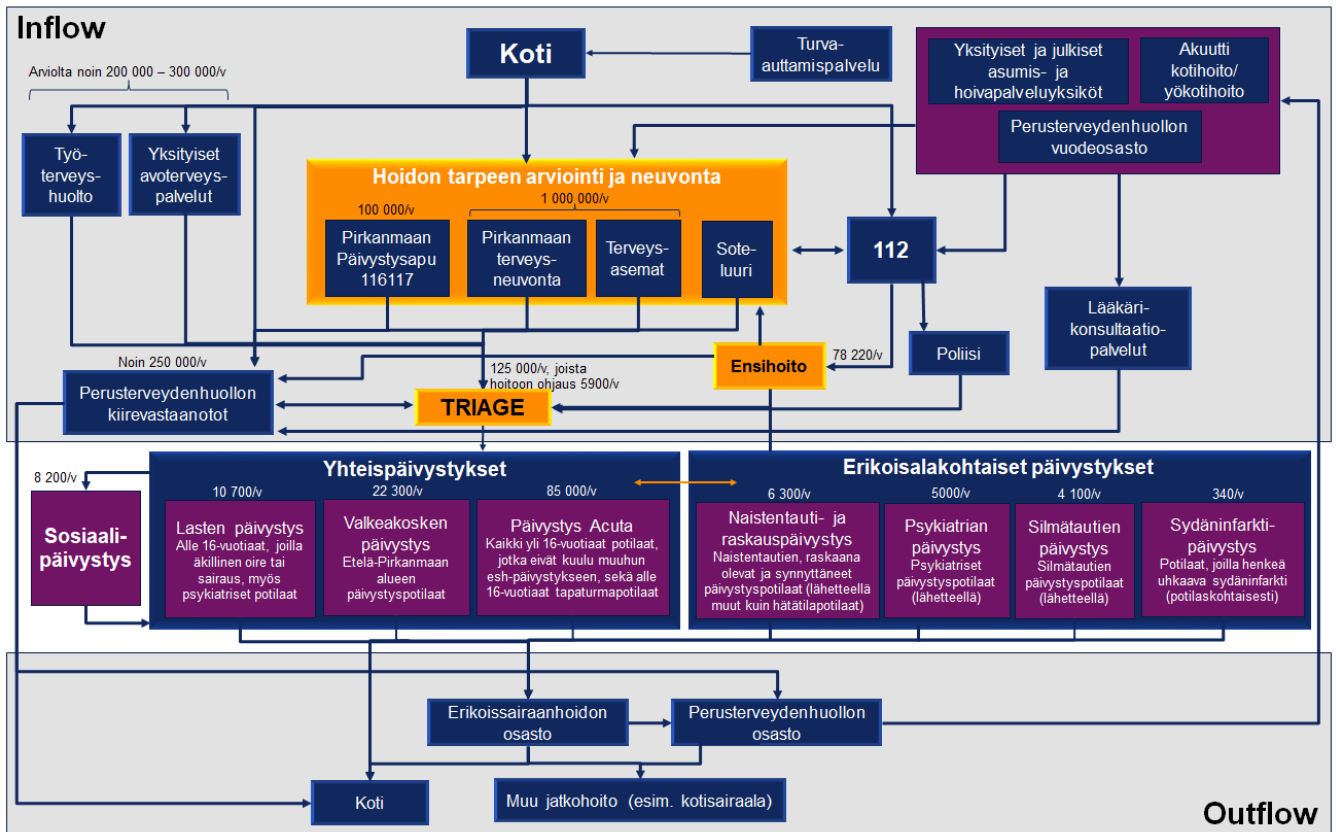 Inflow
Koti
Turva-
auttamispalvelu
Yksityiset ja julkiset
asumis- ja
hoivapalveluyksiköt
Akuutti
kotihoito/
yökotihoito
Perusterveydenhuollon
vuodeosasto
Arviolta noin 200 000 – 300 000/v
Työ-
terveys-
huolto
Yksityiset
avoterveys-
palvelut
Hoidon tarpeen arviointi ja neuvonta
100 000/v
1 000 000/v
Pirkanmaan
Päivystysapu
116117
Pirkanmaan
terveys-
neuvonta
Terveys-
asemat
Sote-
luuri
112
Lääkäri-
konsultaatio-
palvelut
Poliisi
Ensihoito
78 220/v
Noin 250 000/v
Perusterveydenhuollon
kiirevastaanotot
125 000/v, joista
hoitoon ohjaus 5900/v
TRIAGE
8 200/v
Sosiaali-
päivystys
Yhteispäivystykset
10 700/v
Lasten päivystys
Alle 16-vuotiaat, joilla
äkillinen oire tai
sairaus, myös
psykiatriset potilaat
22 300/v
Valkeakosken
päivystys
Etelä-Pirkanmaan
alueen
päivystyspotilaat
85 000/v
Päivystys Acuta
Kaikki yli 16-vuotiaat potilaat,
jotka eivät kuulu muuhun
esh-päivystykseen, sekä alle
16-vuotiaat tapaturmapotilaat
Erikoisalakohtaiset päivystykset
6 300/v
Naistentauti- ja
raskauspäivystys
Naistentautien, raskaana
olevat ja synnyttäneet
päivystyspotilaat (lähetteellä
muut kuin hätätilapotilaat)
5000/v
Psykiatrian
päivystys
Psykiatriset
päivystyspotilaat
(lähetteellä)
4 100/v
Silmätautien
päivystys
Silmätautien
päivystyspotilaat
(lähetteellä)
340/v
Sydäninfarkti-
päivystys
Potilaat, joilla henkeä
uhkaava sydäninfarkti
(potilaskohtaisesti)
Erikoissairaanhoidon
osasto
Perusterveydenhuollon
osasto
Koti
Muu jatkohoito (esim. kotisairaala)
Outflow